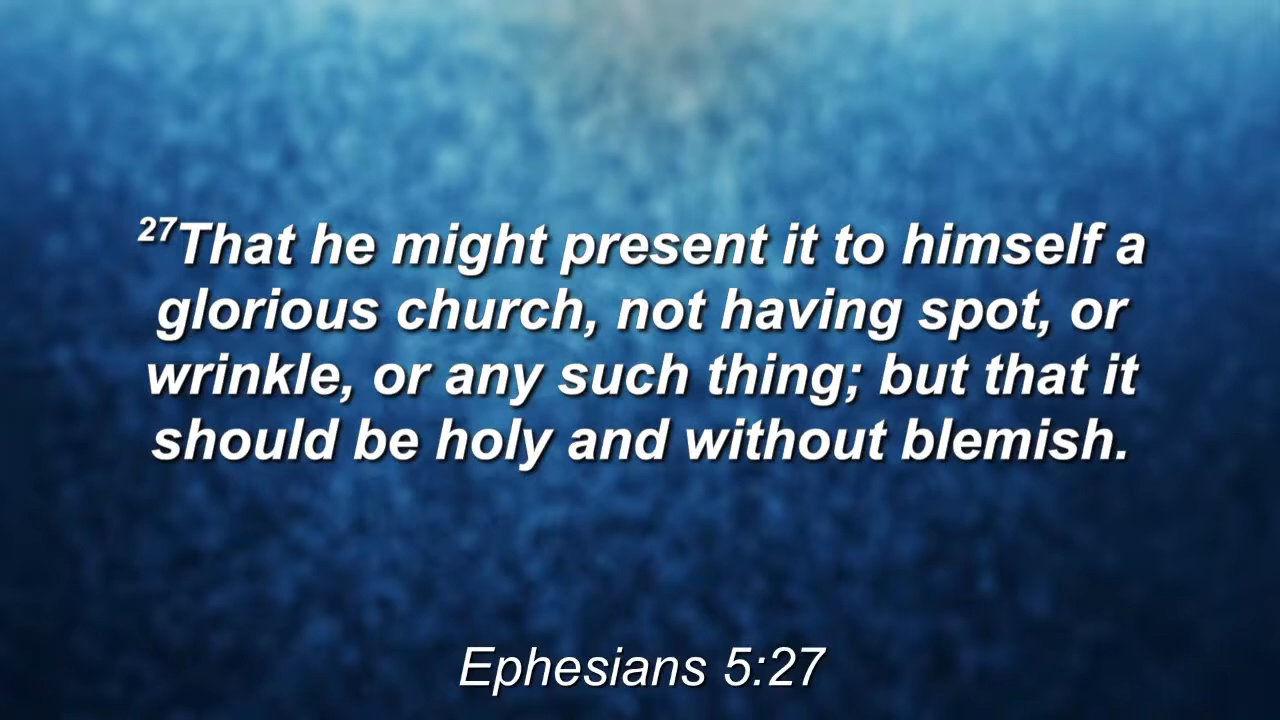 27That he might present it to himself a
glorious church, not having spot, or
wrinkle, or any such thing; but that it
should be holy and without blemish.
Ephesians 5:27